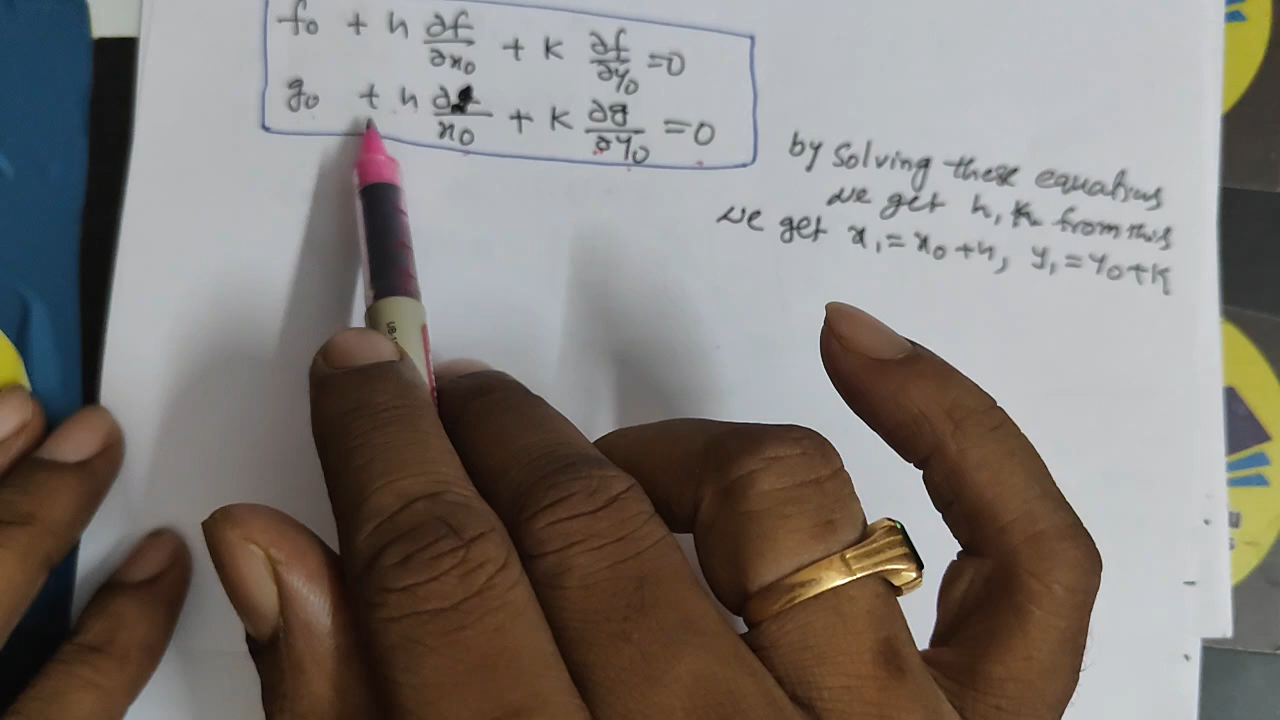 f₀ + h ∂f/∂x₀ + k ∂f/∂y₀ =0
g₀ + h ∂g/x₀ + k ∂g/∂y₀ =0
by solving these equations
we get h, k from this
we get x₁=x₀+h, y₁=y₀+k